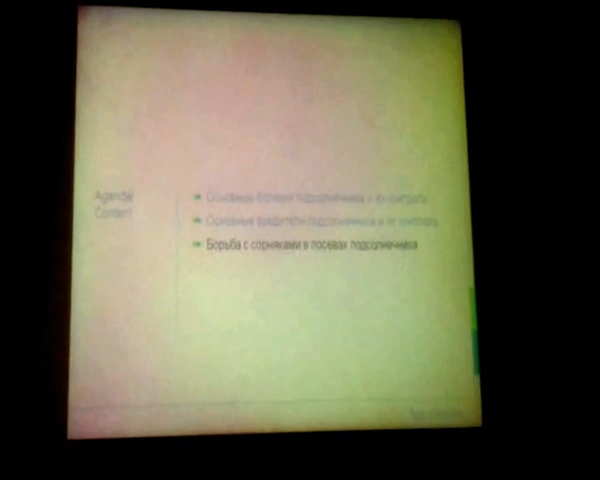 Agenda
Content
Основные болезни подсолнечника и их контроль
Основные вредители подсолнечника и их контроль
Борьба с сорняками в посевах подсолнечника